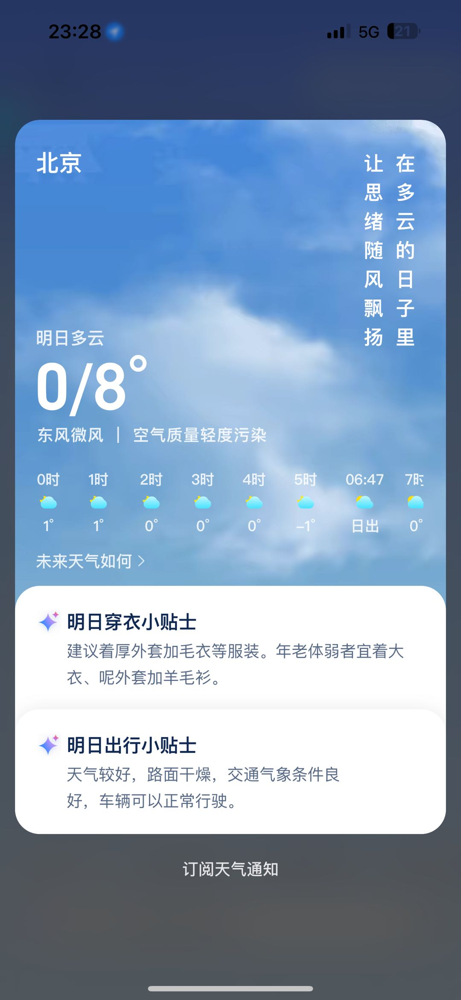 23:28
5G
21
北京
在多云的日子里
让思绪随风飘扬
明日多云
0/8°
东风微风 | 空气质量轻度污染
0时 1时 2时 3时 4时 5时 06:47 7时
1° 1° 0° 0° 0° -1° 日出 0°
未来天气如何 >
明日穿衣小贴士
建议着厚外套加毛衣等服装。年老体弱者宜着大
衣、呢外套加羊毛衫。
明日出行小贴士
天气较好，路面干燥，交通气象条件良
好，车辆可以正常行驶。
订阅天气通知